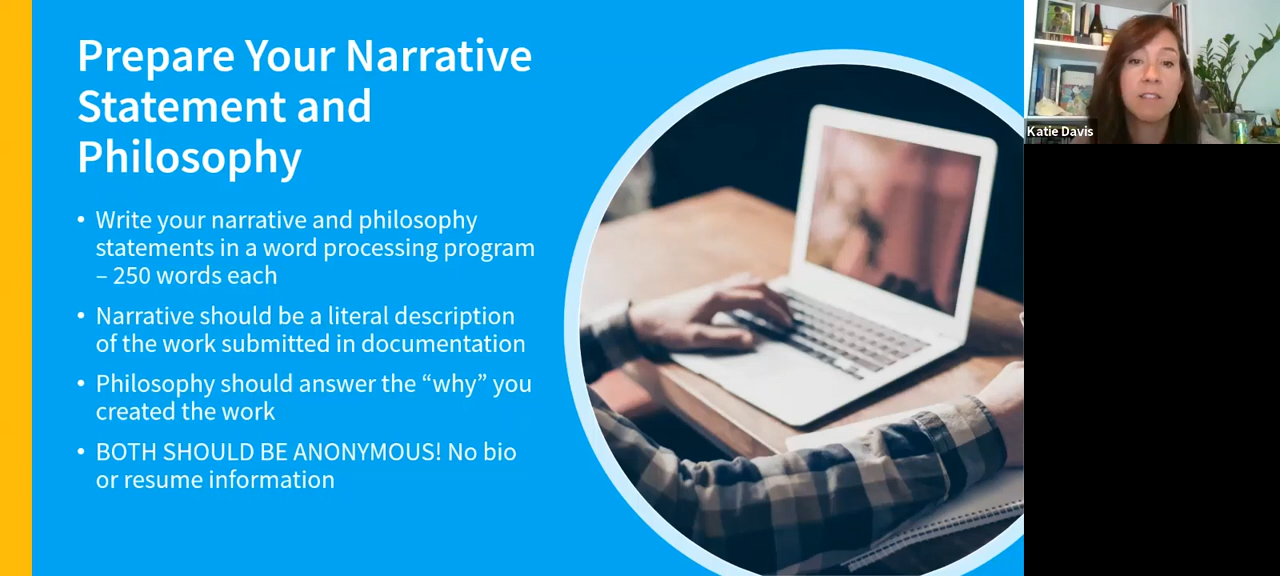 Prepare Your Narrative
Statement and
Philosophy
• Write your narrative and philosophy
statements in a word processing program
– 250 words each
• Narrative should be a literal description
of the work submitted in documentation
• Philosophy should answer the “why” you
created the work
• BOTH SHOULD BE ANONYMOUS! No bio
or resume information
Katie Davis